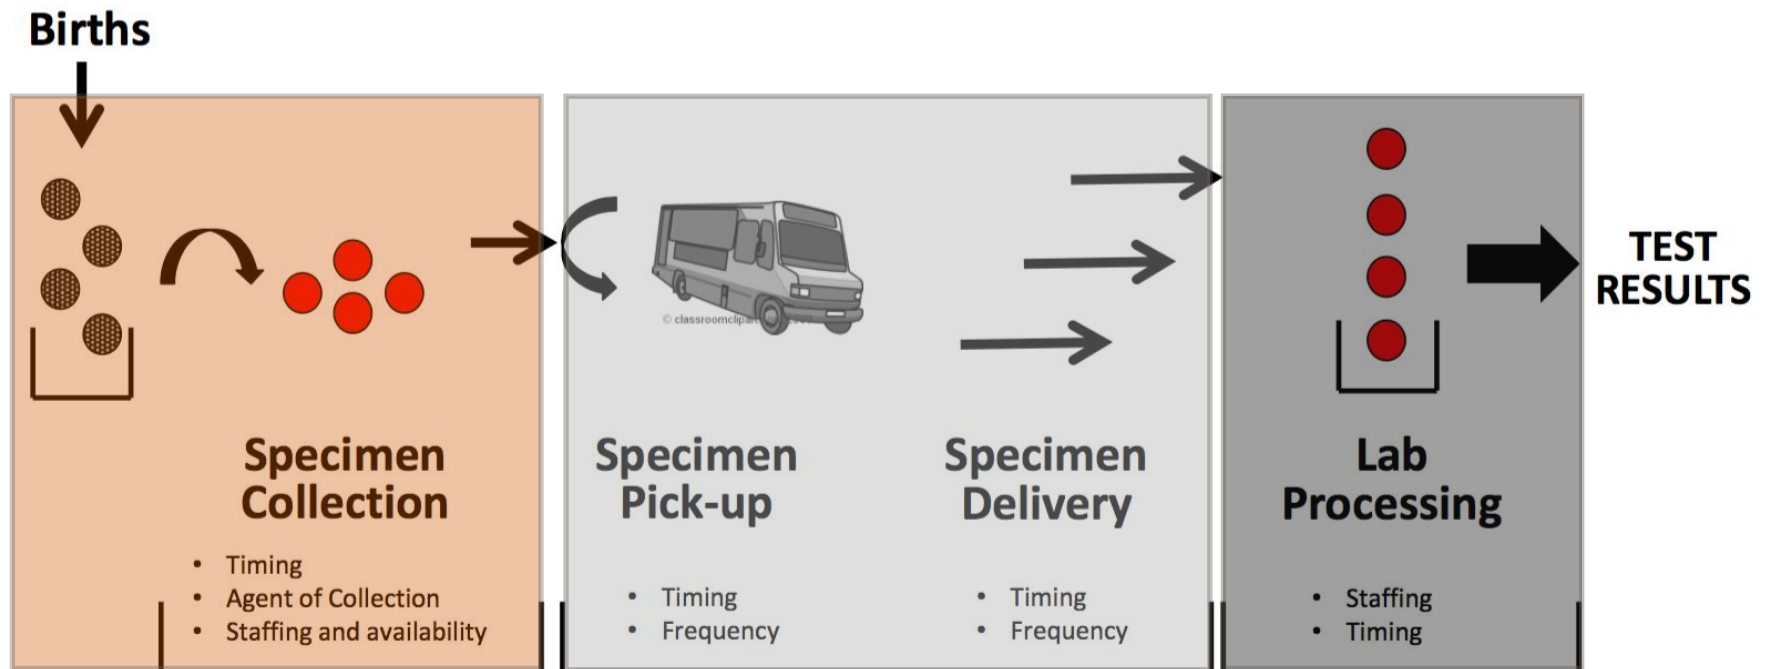 Births
TEST
RESULTS
© classroomclipa
Specimen
Collection
• Timing
• Agent of Collection
• Staffing and availability
Specimen
Pick-up
• Timing
• Frequency
Specimen
Delivery
• Timing
• Frequency
Lab
Processing
• Staffing
• Timing